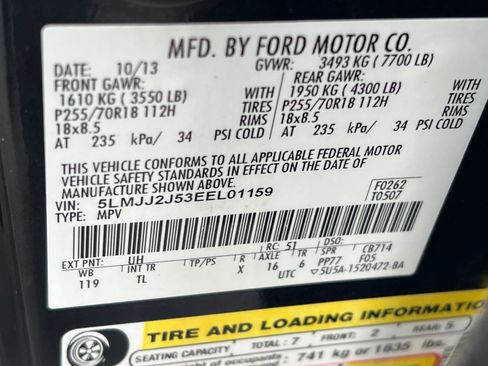 MFD. BY FORD MOTOR CO.
DATE: 10/13 GVWR: 3493 KG ( 7700 LB)
FRONT GAWR: REAR GAWR:
1610 KG ( 3550 LB) WITH 1950 KG ( 4300 LB) WITH
P255/70R18 112H TIRES P255/70R18 112H TIRES
18x8.5 RIMS 18x8.5 RIMS
AT 235 kPa/ 34 PSI COLD AT 235 kPa/ 34 PSI COLD
THIS VEHICLE CONFORMS TO ALL APPLICABLE FEDERAL MOTOR
VEHICLE SAFETY STANDARDS IN EFFECT ON THE DATE OF
MANUFACTURE SHOWN ABOVE.
VIN: 5LMJJ2J53EEL01159 F0262
TYPE: MPV T0507
EXT PNT: UH RC: 51 DSO:
WB INT TR TP/PS R AXLE TR SPR CB714
119 TL X 16 6 PP77 F05
UTC 5U5A-1520472-BA
TIRE AND LOADING INFORMATION
SEATING CAPACITY TOTAL: 7 FRONT: 2 REAR: 5
weight of occupants 741 kg or 1635 lbs.